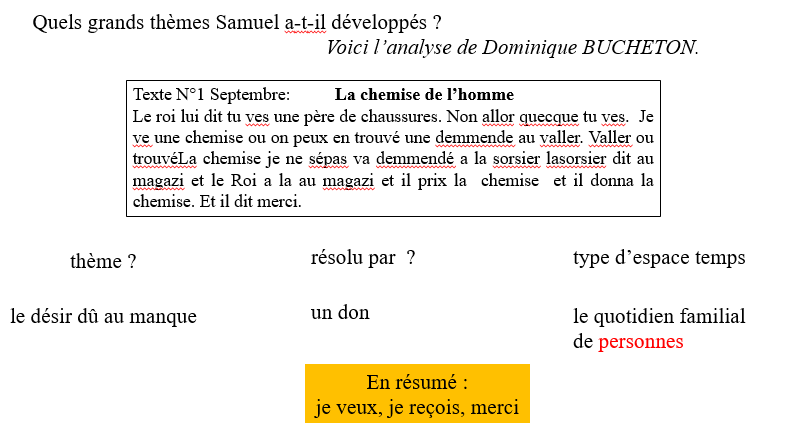 Quels grands thèmes Samuel a-t-il développés ?
Voici l’analyse de Dominique BUCHETON.
Texte N°1 Septembre: La chemise de l’homme
Le roi lui dit tu ves une père de chaussures. Non allor quecque tu ves. Je
ve une chemise ou on peux en trouvé une demmende au valler. Valler ou
trouvéLa chemise je ne sépas va demmendé a la sorsier lasorsier dit au
magazi et le Roi a la au magazi et il prix la chemise et il donna la
chemise. Et il dit merci.
thème ?
résolu par ?
type d’espace temps
le désir dû au manque
un don
le quotidien familial
de personnes
En résumé :
je veux, je reçois, merci